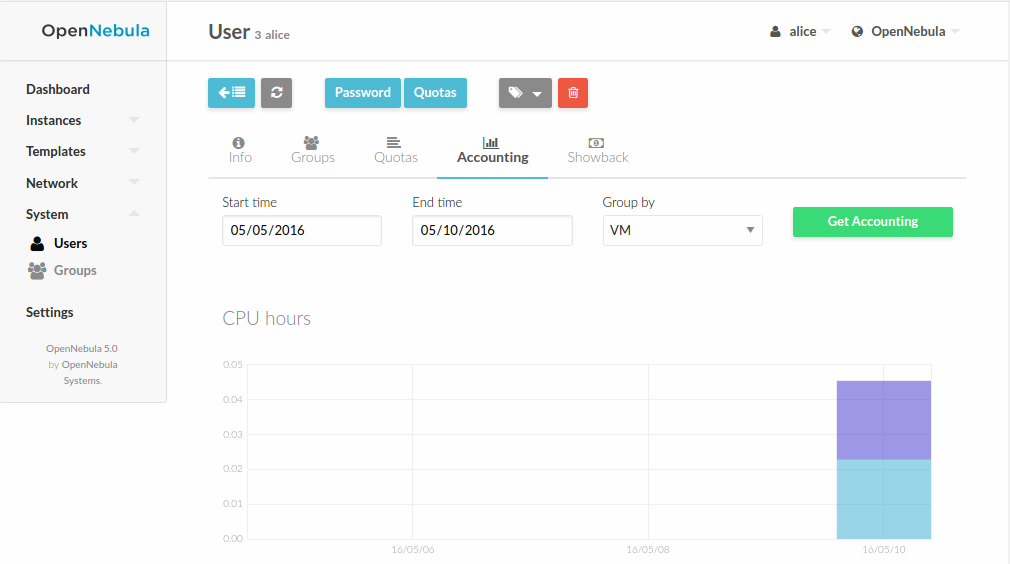 OpenNebula
User 3 alice
alice
OpenNebula
Dashboard
Instances
Templates
Network
System
Users
Groups
Settings
OpenNebula 5.0
by OpenNebula
Systems.
Password
Quotas
Info
Groups
Quotas
Accounting
Showback
Start time
End time
Group by
05/05/2016
05/10/2016
VM
Get Accounting
CPU hours
0.05
0.04
0.03
0.02
0.01
0.00
16/05/06
16/05/08
16/05/10